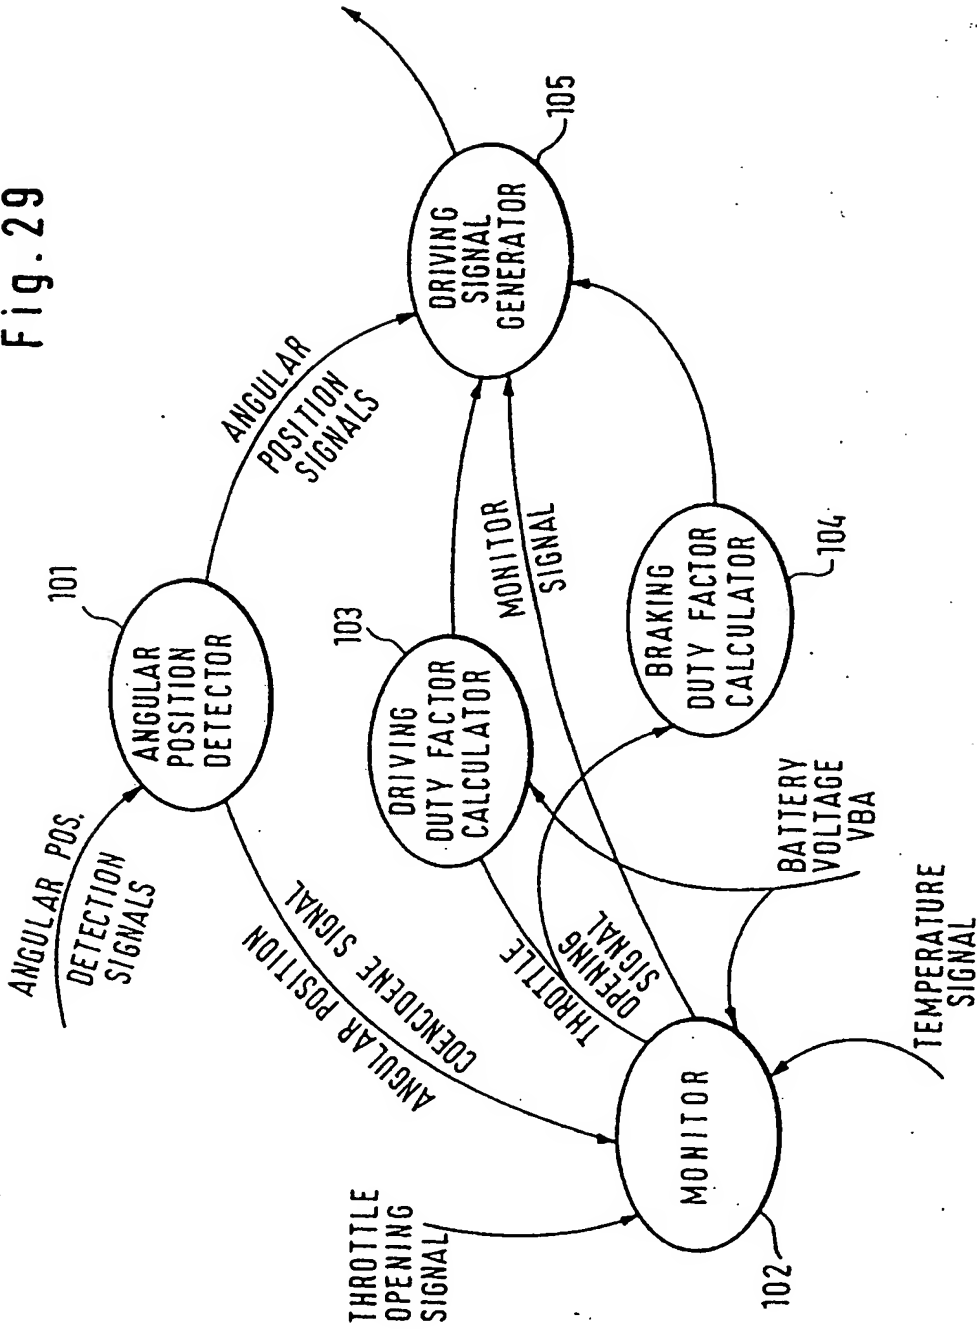 Fig. 29
ANGULAR POS.
DETECTION
SIGNALS
101
ANGULAR
POSITION
DETECTOR
ANGULAR
POSITION
SIGNALS
105
DRIVING
SIGNAL
GENERATOR
ANGULAR POSITION
COENCIDENE SIGNAL
103
DRIVING
DUTY FACTOR
CALCULATOR
MONITOR
SIGNAL
THROTTLE
OPENING
SIGNAL
THROTTLE
OPENING
SIGNAL
MONITOR
102
BRAKING
DUTY FACTOR
CALCULATOR
104
BATTERY
VOLTAGE
VBA
TEMPERATURE
SIGNAL